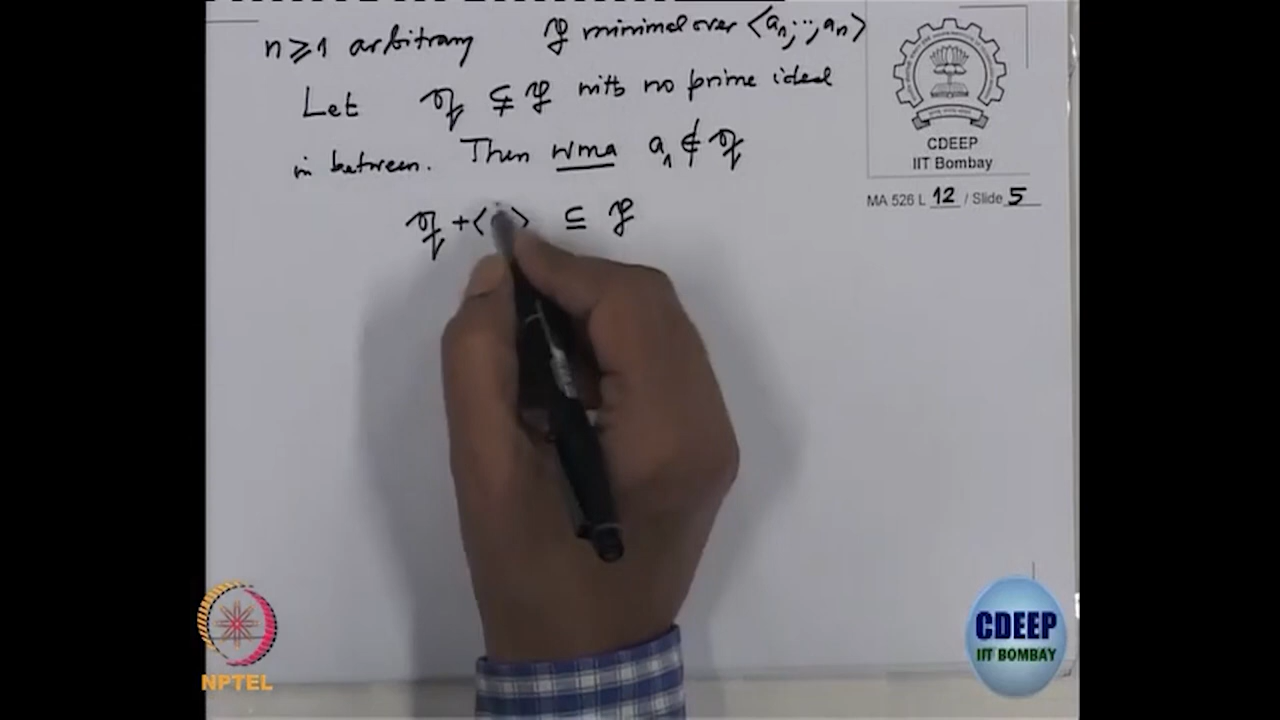 n ≥ 1 arbitrary 𝔭 minimal over ⟨a₁, ..., aₙ⟩
Let 𝔮 ⊊ 𝔭 with no prime ideal
in between. Then WMA a₁ ∉ 𝔮
𝔮 + ⟨ ⟩ ⊆ 𝔭
CDEEP
IIT Bombay
MA 526 L 12 / Slide 5
NPTEL
CDEEP
IIT BOMBAY